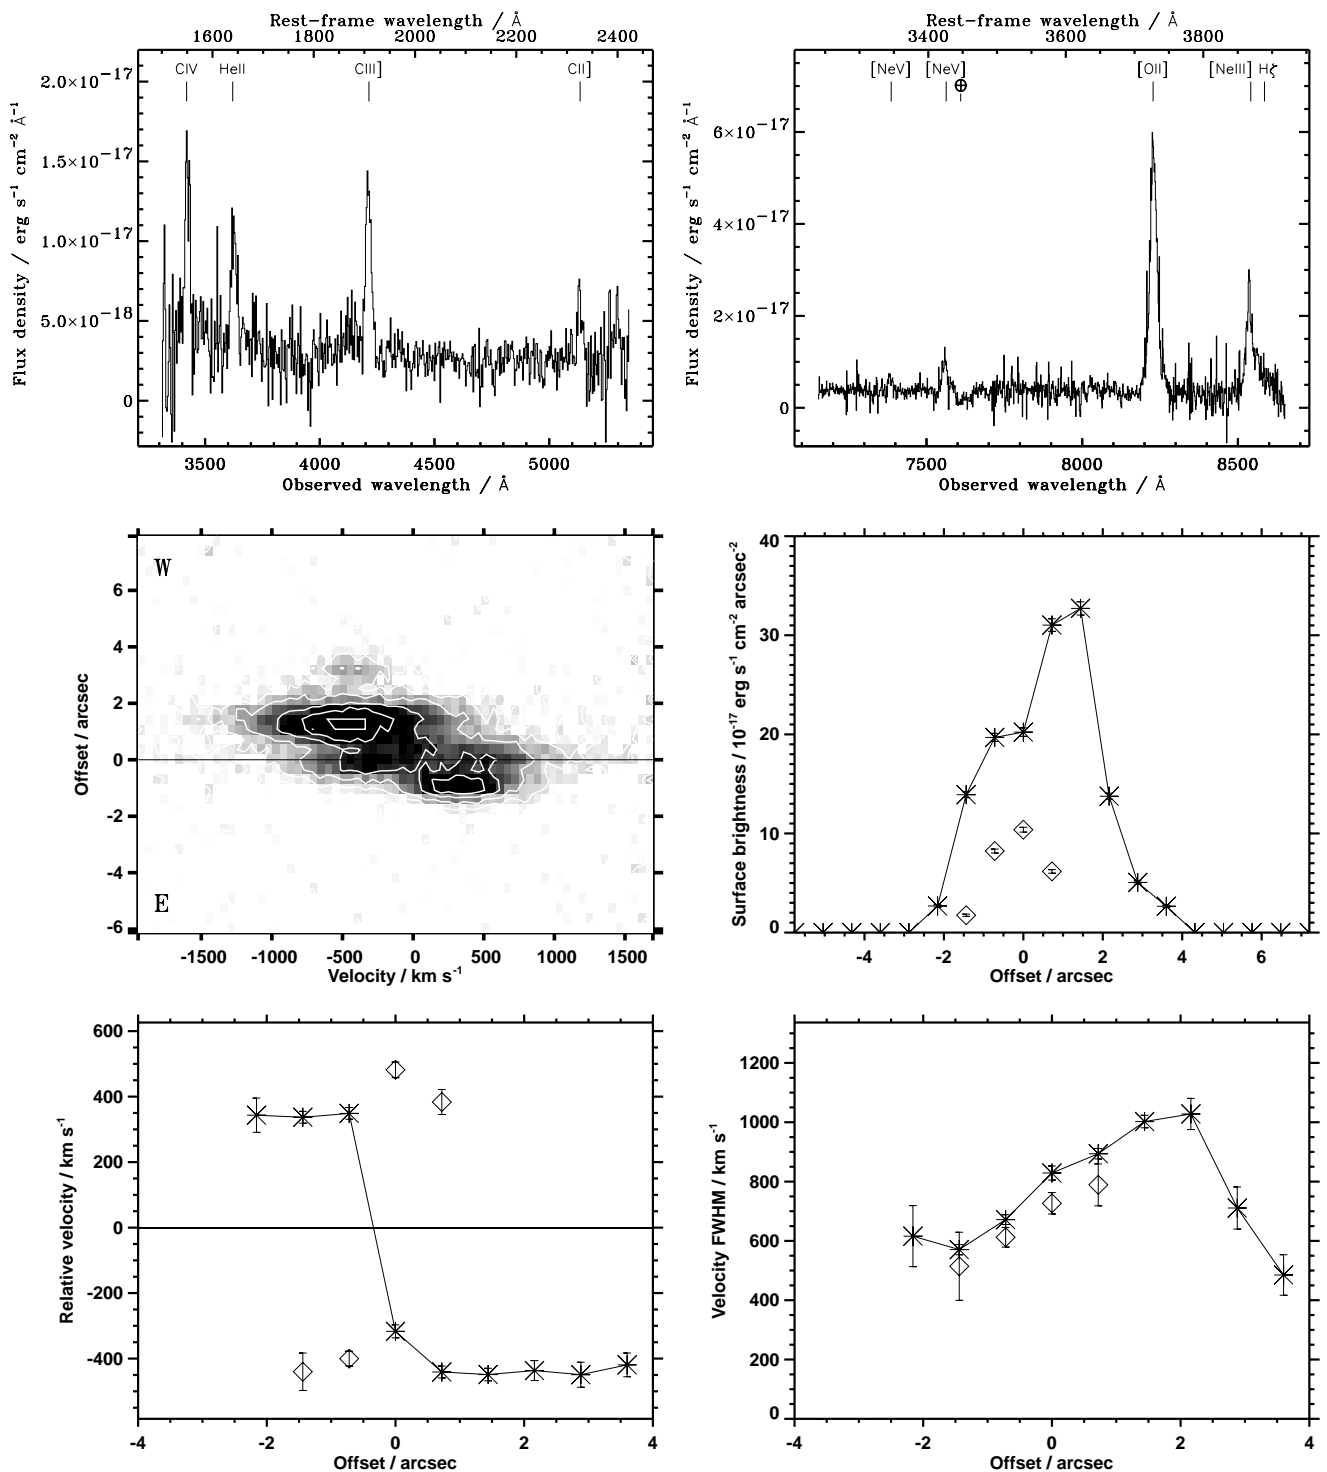 Rest-frame wavelength / Å
1600 1800 2000 2200 2400
CIV HeII CIII] CII]
2.0×10⁻¹⁷
1.5×10⁻¹⁷
1.0×10⁻¹⁷
5.0×10⁻¹⁸
0
Flux density / erg s⁻¹ cm⁻² Å⁻¹
3500 4000 4500 5000
Observed wavelength / Å
Rest-frame wavelength / Å
3400 3600 3800
[NeV] [NeV] ⊕ [OII] [NeIII] Hζ
6×10⁻¹⁷
4×10⁻¹⁷
2×10⁻¹⁷
0
Flux density / erg s⁻¹ cm⁻² Å⁻¹
7500 8000 8500
Observed wavelength / Å
W
E
6
4
2
0
-2
-4
-6
Offset / arcsec
-1500 -1000 -500 0 500 1000 1500
Velocity / km s⁻¹
40
30
20
10
0
Surface brightness / 10⁻¹⁷ erg s⁻¹ cm⁻² arcsec⁻²
-4 -2 0 2 4 6
Offset / arcsec
600
400
200
0
-200
-400
Relative velocity / km s⁻¹
-4 -2 0 2 4
Offset / arcsec
1200
1000
800
600
400
200
0
Velocity FWHM / km s⁻¹
-4 -2 0 2 4
Offset / arcsec